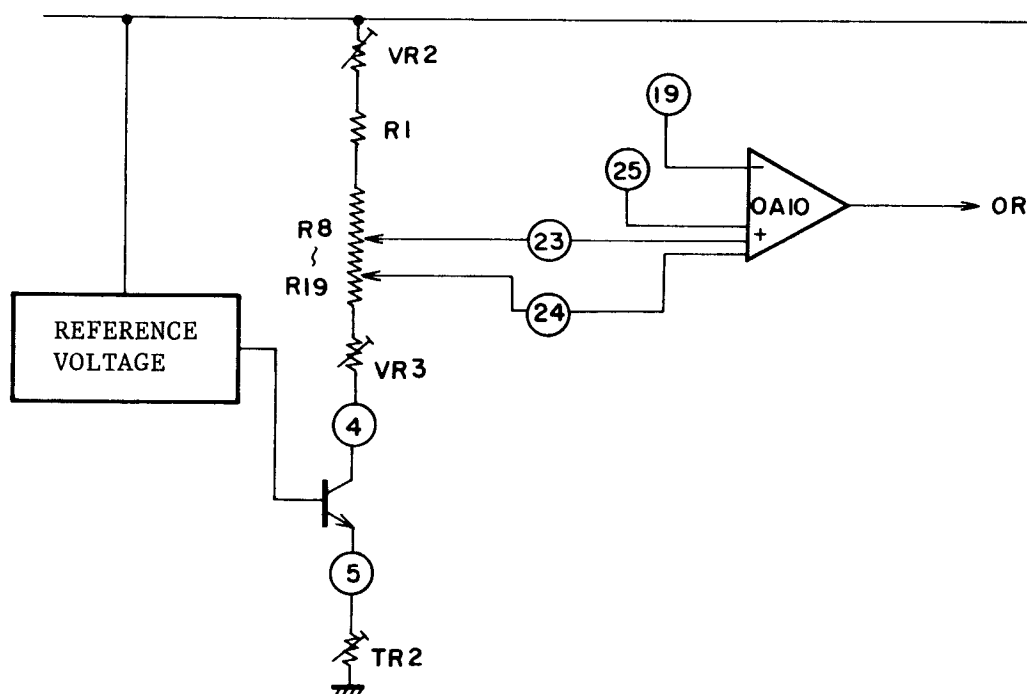 VR2
R1
19
25
OA10
−
+
OR
R8
~
R19
23
24
REFERENCE
VOLTAGE
VR3
4
5
TR2